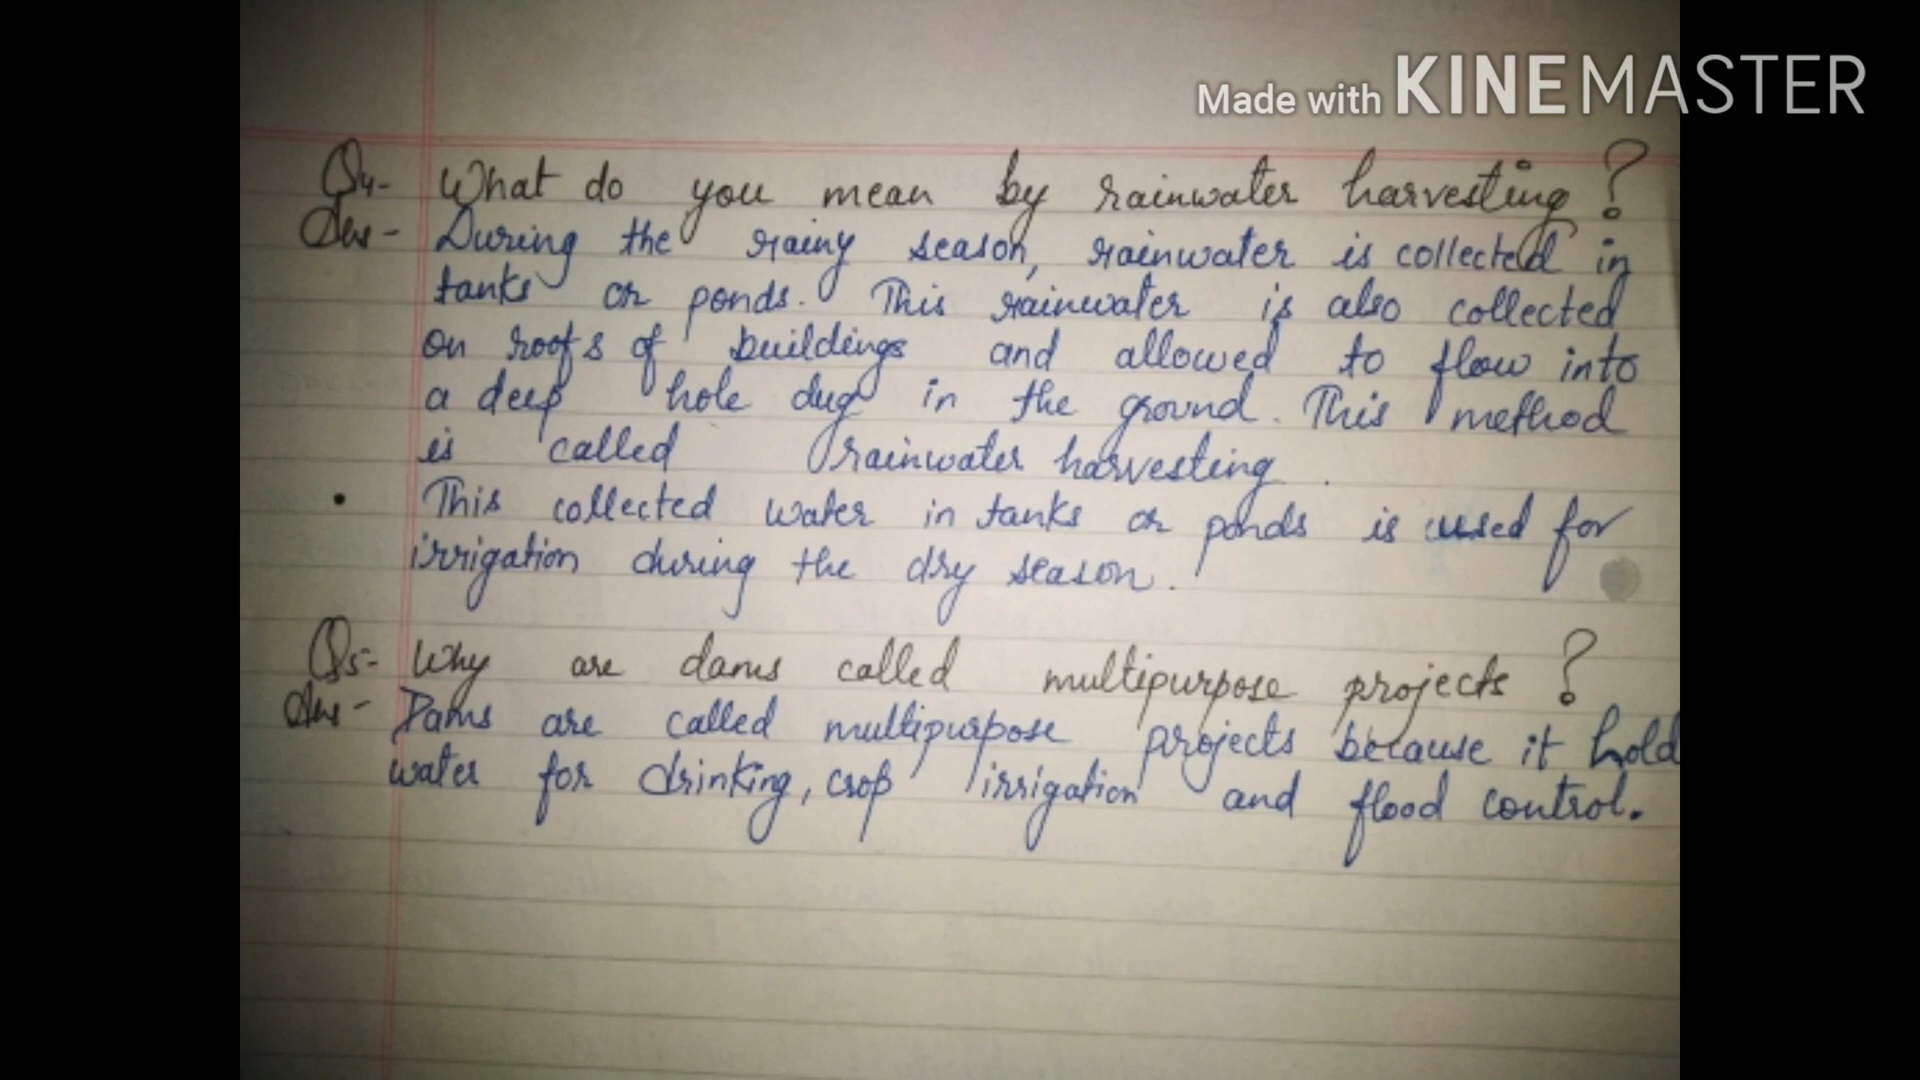 Made with KINEMASTER
Q4- What do you mean by rainwater harvesting?
Ans- During the rainy season, rainwater is collected in
tanks or ponds. This rainwater is also collected
on roofs of buildings and allowed to flow into
a deep hole dug in the ground. This method
is called rainwater harvesting.
• This collected water in tanks or ponds is used for
irrigation during the dry season.
Q5- Why are dams called multipurpose projects?
Ans- Dams are called multipurpose projects because it hold
water for drinking, crop irrigation and flood control.